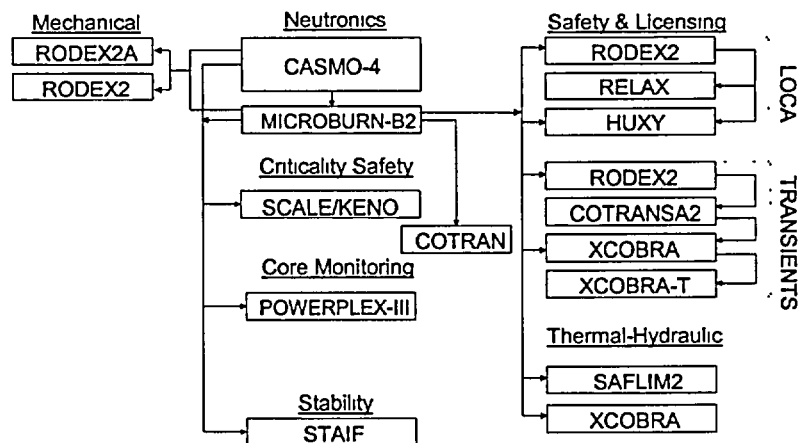 Mechanical
RODEX2A
RODEX2
Neutronics
CASMO-4
MICROBURN-B2
Criticality Safety
SCALE/KENO
COTRAN
Core Monitoring
POWERPLEX-III
Stability
STAIF
Safety & Licensing
RODEX2
RELAX
HUXY
LOCA
RODEX2
COTRANSA2
XCOBRA
XCOBRA-T
TRANSIENTS
Thermal-Hydraulic
SAFLIM2
XCOBRA